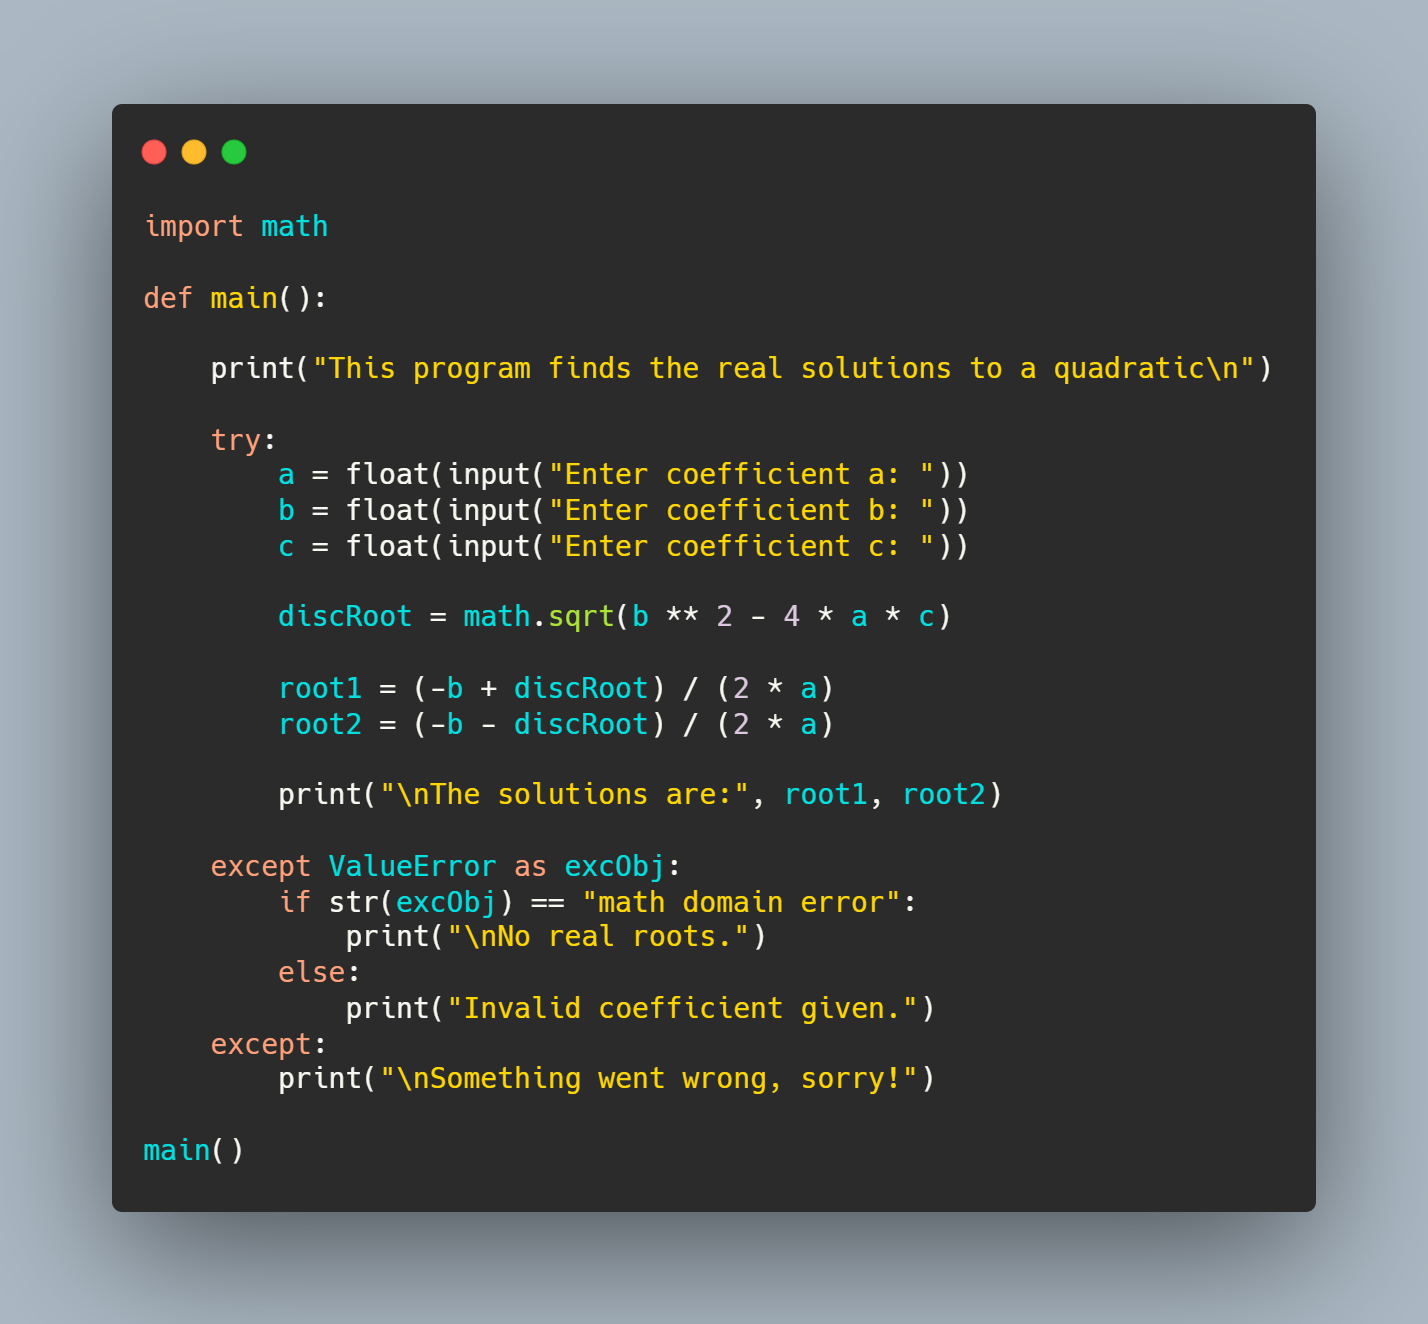 import math
def main():
    print("This program finds the real solutions to a quadratic\n")
    try:
        a = float(input("Enter coefficient a: "))
        b = float(input("Enter coefficient b: "))
        c = float(input("Enter coefficient c: "))
        discRoot = math.sqrt(b ** 2 - 4 * a * c)
        root1 = (-b + discRoot) / (2 * a)
        root2 = (-b - discRoot) / (2 * a)
        print("\nThe solutions are:", root1, root2)
    except ValueError as excObj:
        if str(excObj) == "math domain error":
            print("\nNo real roots.")
        else:
            print("Invalid coefficient given.")
    except:
        print("\nSomething went wrong, sorry!")
main()